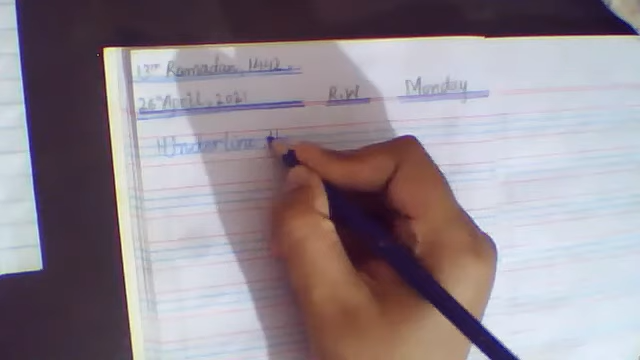 13th Ramadan, 1442.
26th April, 2021 R.W Monday
"Underline"